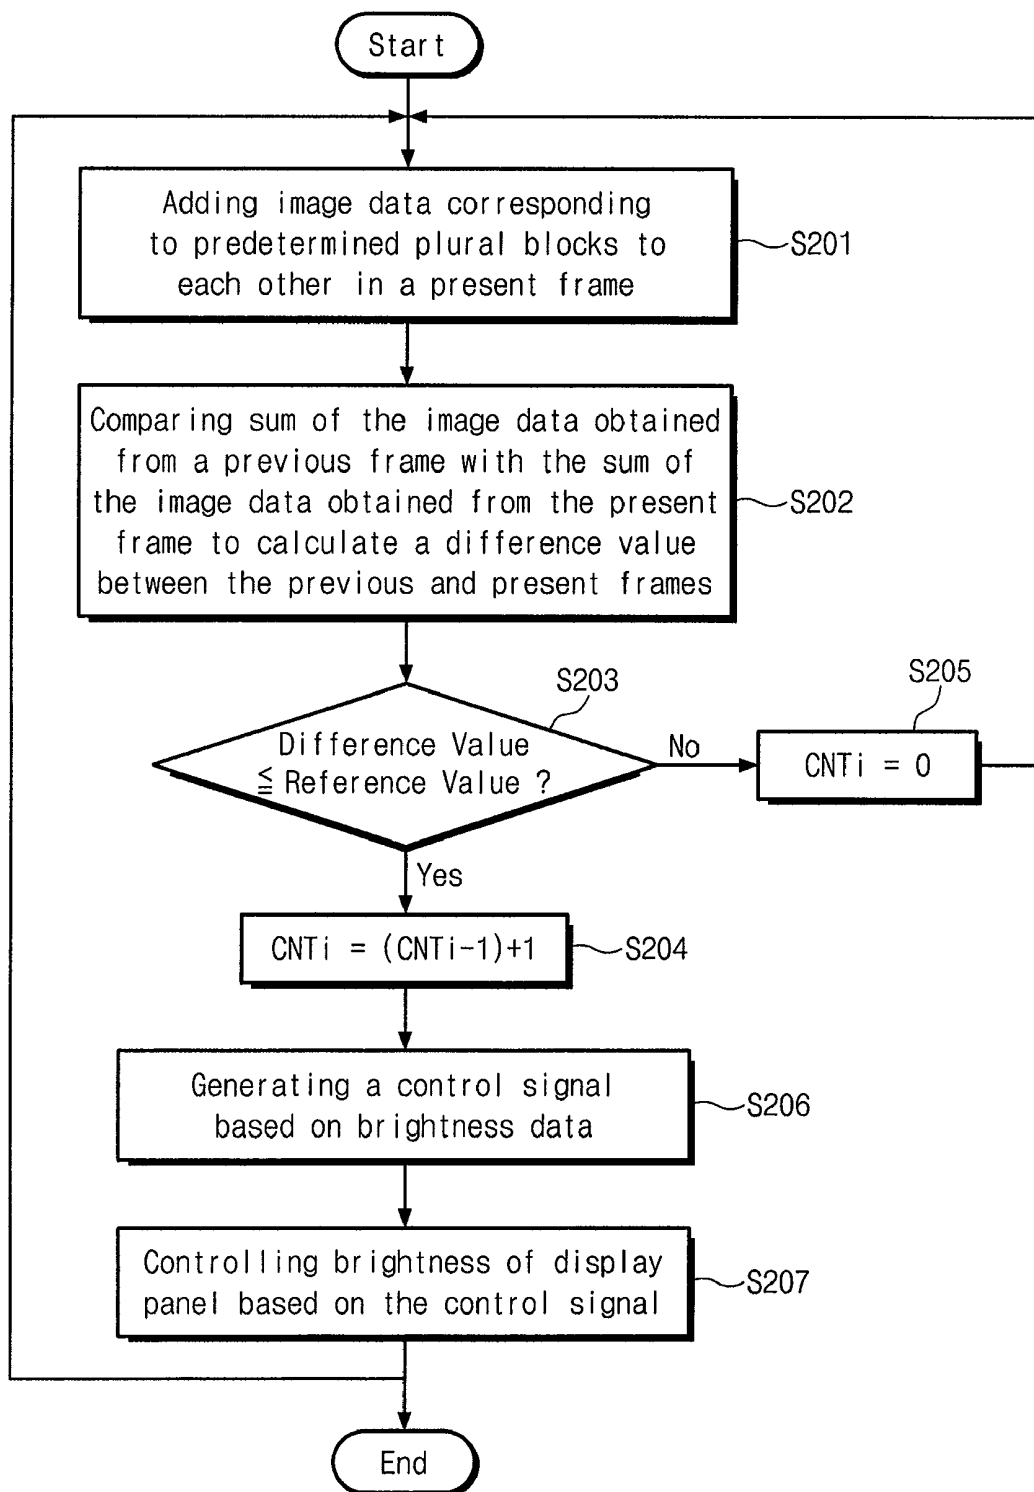 Start
Adding image data corresponding
to predetermined plural blocks to
each other in a present frame
S201
Comparing sum of the image data obtained
from a previous frame with the sum of
the image data obtained from the present
frame to calculate a difference value
between the previous and present frames
S202
S203
Difference Value
≦ Reference Value ?
No
S205
CNTi = 0
Yes
CNTi = (CNTi-1)+1
S204
Generating a control signal
based on brightness data
S206
Controlling brightness of display
panel based on the control signal
S207
End